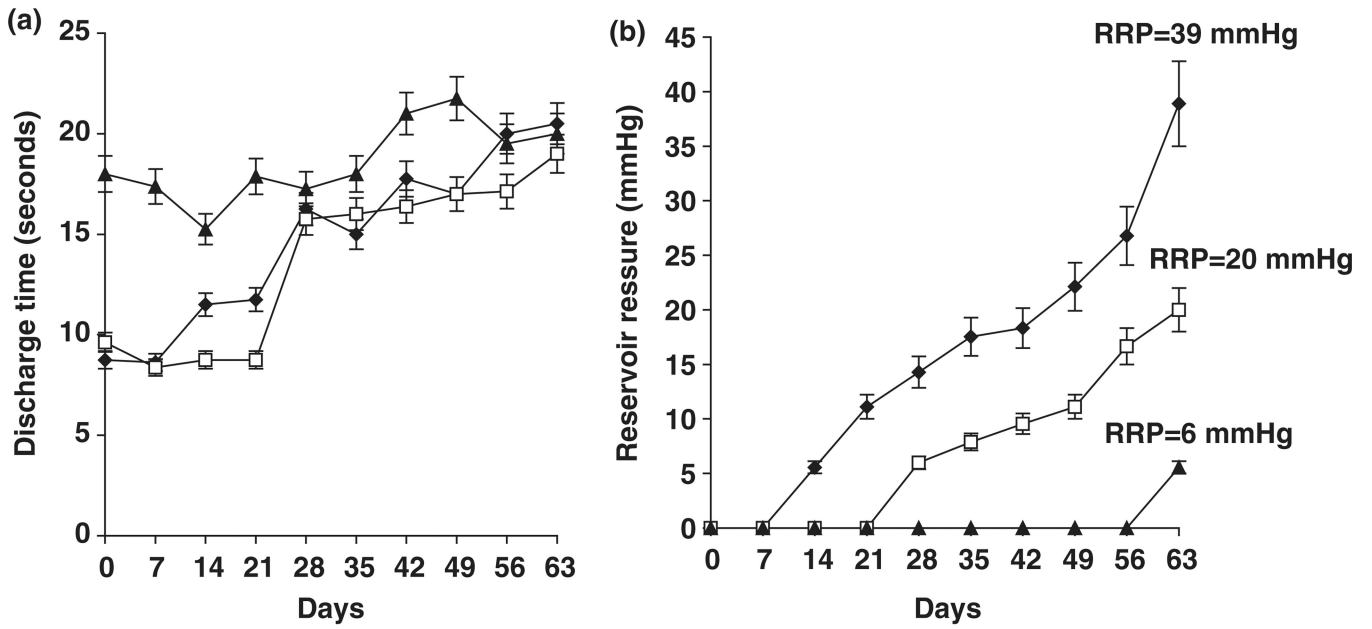 (a)
25
20
15
10
5
0
Discharge time (seconds)
0 7 14 21 28 35 42 49 56 63
Days
(b)
RRP=39 mmHg
45
40
35
30
25
20
15
10
5
0
Reservoir ressure (mmHg)
RRP=20 mmHg
RRP=6 mmHg
0 7 14 21 28 35 42 49 56 63
Days